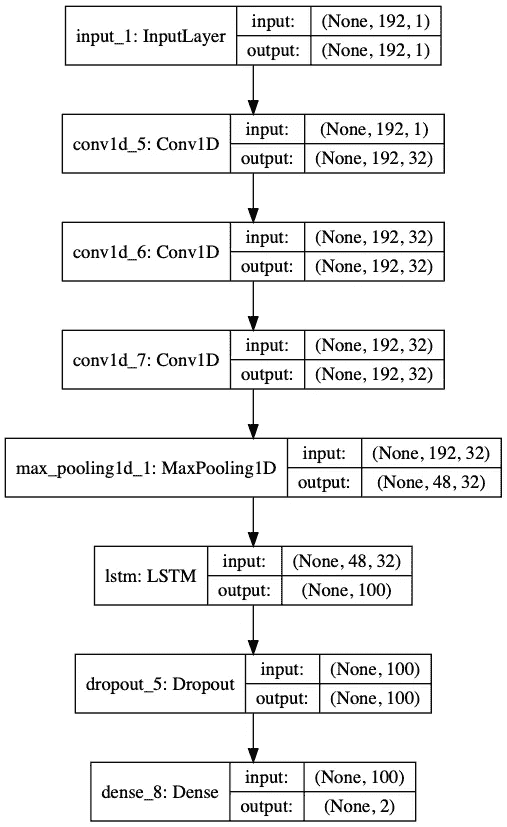 input_1: InputLayer
input: (None, 192, 1)
output: (None, 192, 1)
conv1d_5: Conv1D
input: (None, 192, 1)
output: (None, 192, 32)
conv1d_6: Conv1D
input: (None, 192, 32)
output: (None, 192, 32)
conv1d_7: Conv1D
input: (None, 192, 32)
output: (None, 192, 32)
max_pooling1d_1: MaxPooling1D
input: (None, 192, 32)
output: (None, 48, 32)
lstm: LSTM
input: (None, 48, 32)
output: (None, 100)
dropout_5: Dropout
input: (None, 100)
output: (None, 100)
dense_8: Dense
input: (None, 100)
output: (None, 2)